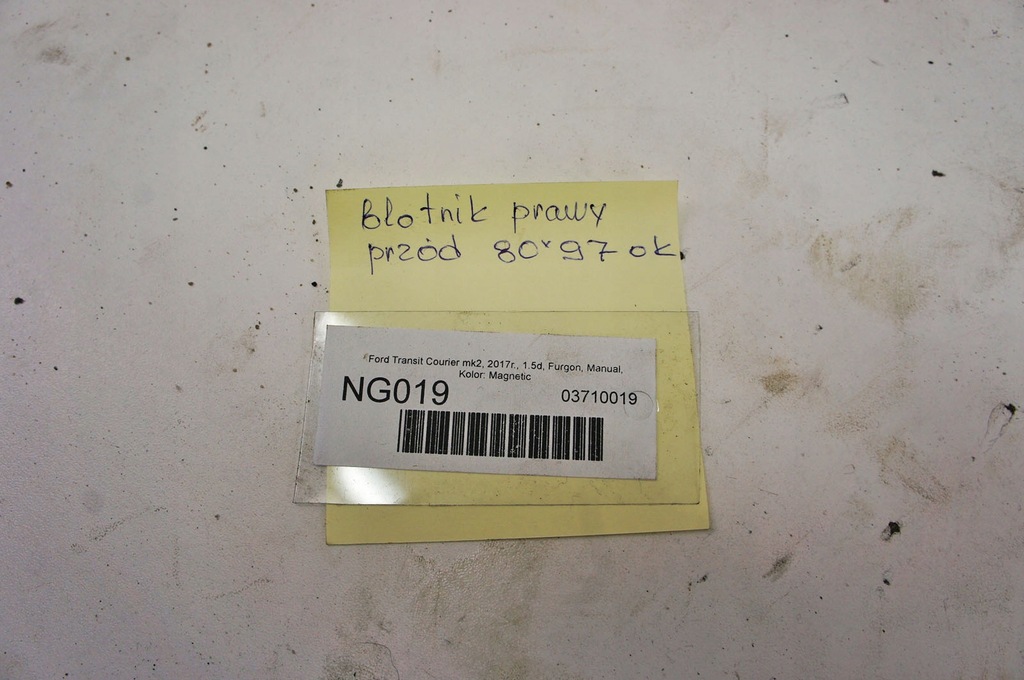 Blotnik prawy
przód 80x97 ok
Ford Transit Courier mk2, 2017r., 1.5d, Furgon, Manual,
Kolor: Magnetic
NG019
03710019